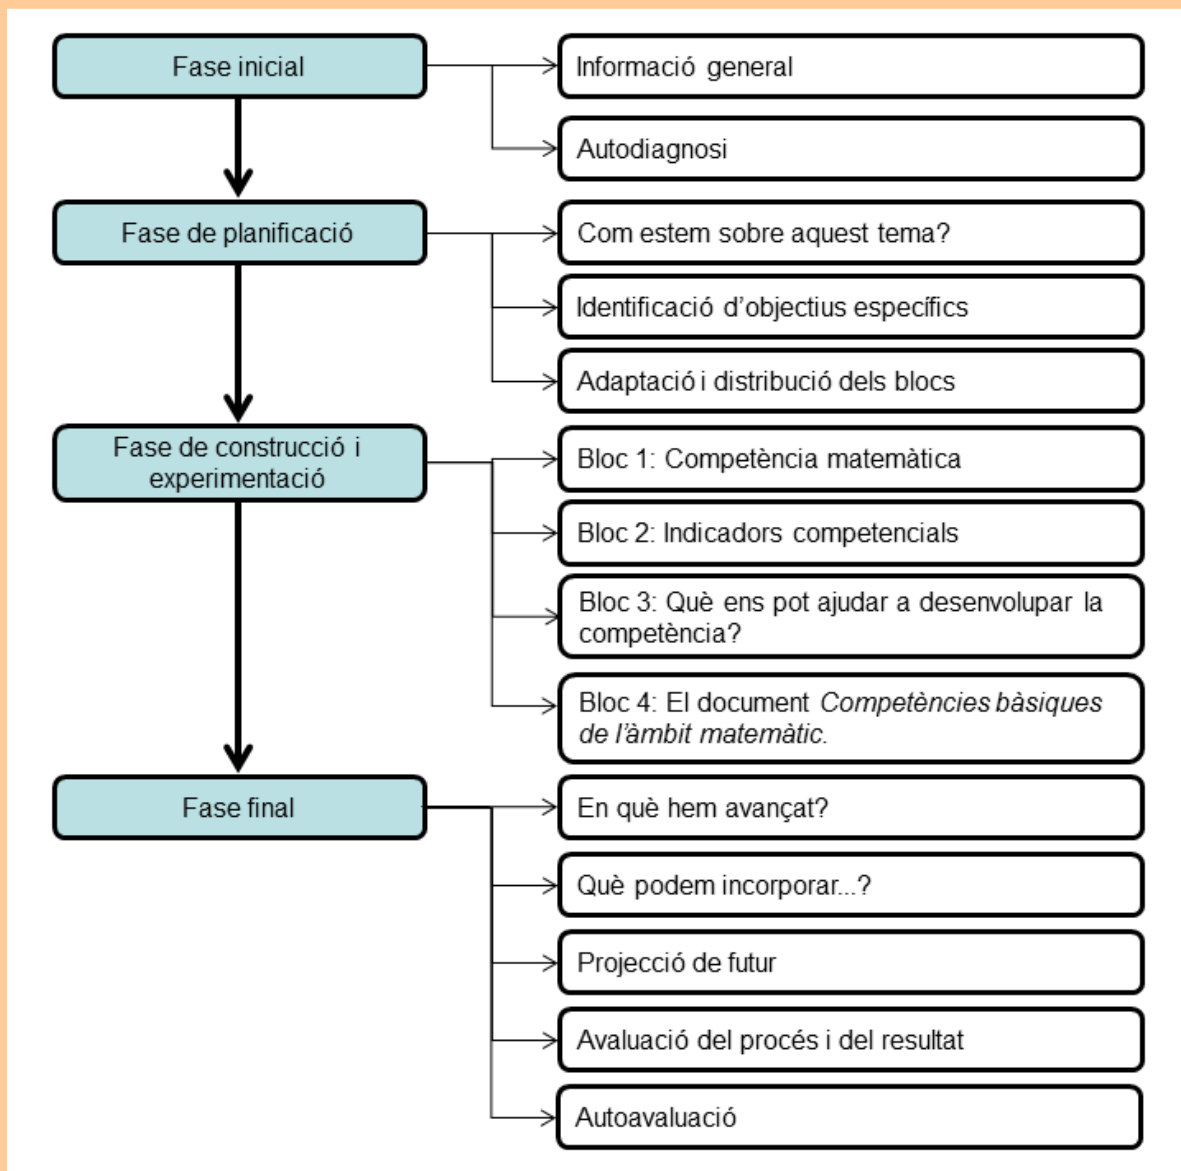 Fase inicial
Informació general
Autodiagnosi
Fase de planificació
Com estem sobre aquest tema?
Identificació d’objectius específics
Adaptació i distribució dels blocs
Fase de construcció i
experimentació
Bloc 1: Competència matemàtica
Bloc 2: Indicadors competencials
Bloc 3: Què ens pot ajudar a desenvolupar la
competència?
Bloc 4: El document Competències bàsiques
de l’àmbit matemàtic.
Fase final
En què hem avançat?
Què podem incorporar...?
Projecció de futur
Avaluació del procés i del resultat
Autoavaluació